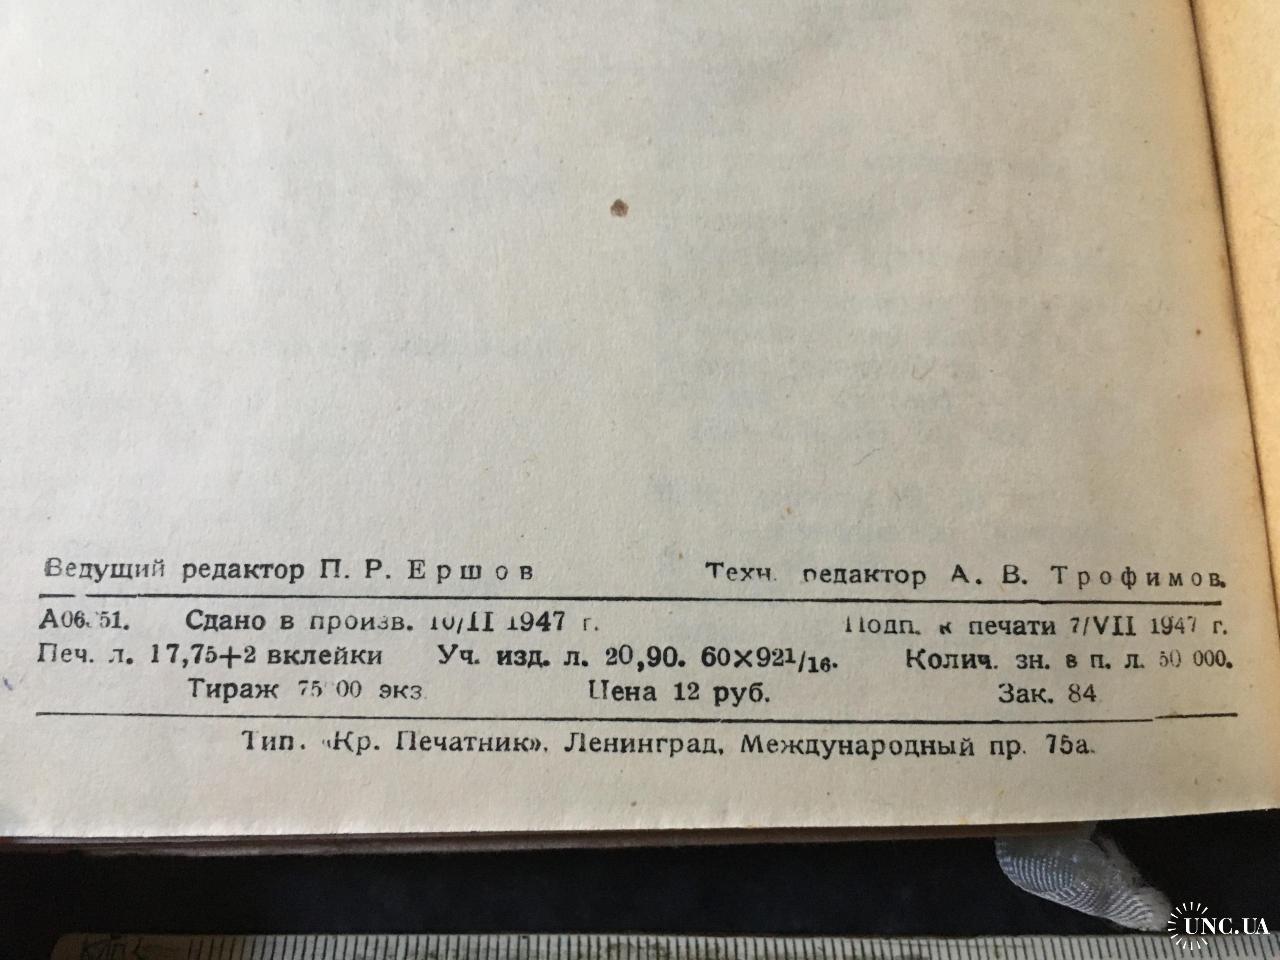 Ведущий редактор П. Р. Ершов Техн. редактор А. В. Трофимов.
Сдано в произв. 10/II 1947 г. Подп. к печати 7/VII 1947 г.
Печ. л. 17,75+2 вклейки Уч. изд. л. 20,90. 60×92¹/₁₆. Колич. зн. в п. л. 50 000.
Тираж экз. Цена 12 руб. Зак. 84
Тип. «Кр. Печатник», Ленинград, Международный пр. 75а.
UNC.UA